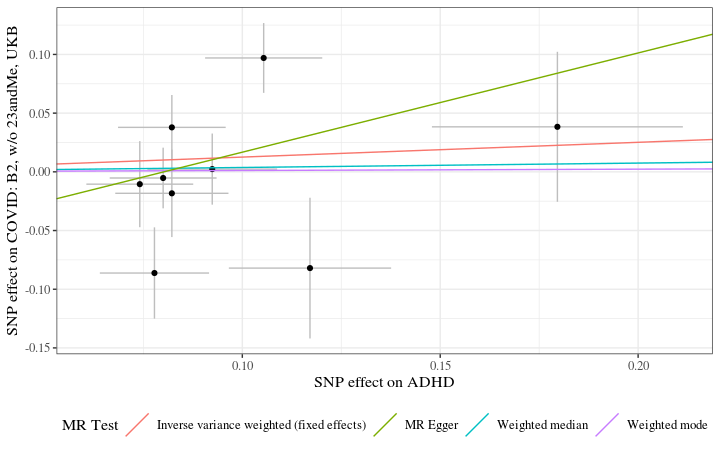 SNP effect on COVID: B2, w/o 23andMe, UKB
0.10
0.05
0.00
-0.05
-0.10
-0.15
0.10
0.15
0.20
SNP effect on ADHD
MR Test
Inverse variance weighted (fixed effects)
MR Egger
Weighted median
Weighted mode